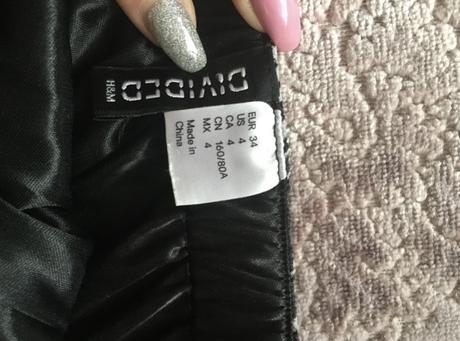 DIVIDED
H&M
EUR 34
US 4
CA 4
CN 160/80A
MX 4
Made in
China